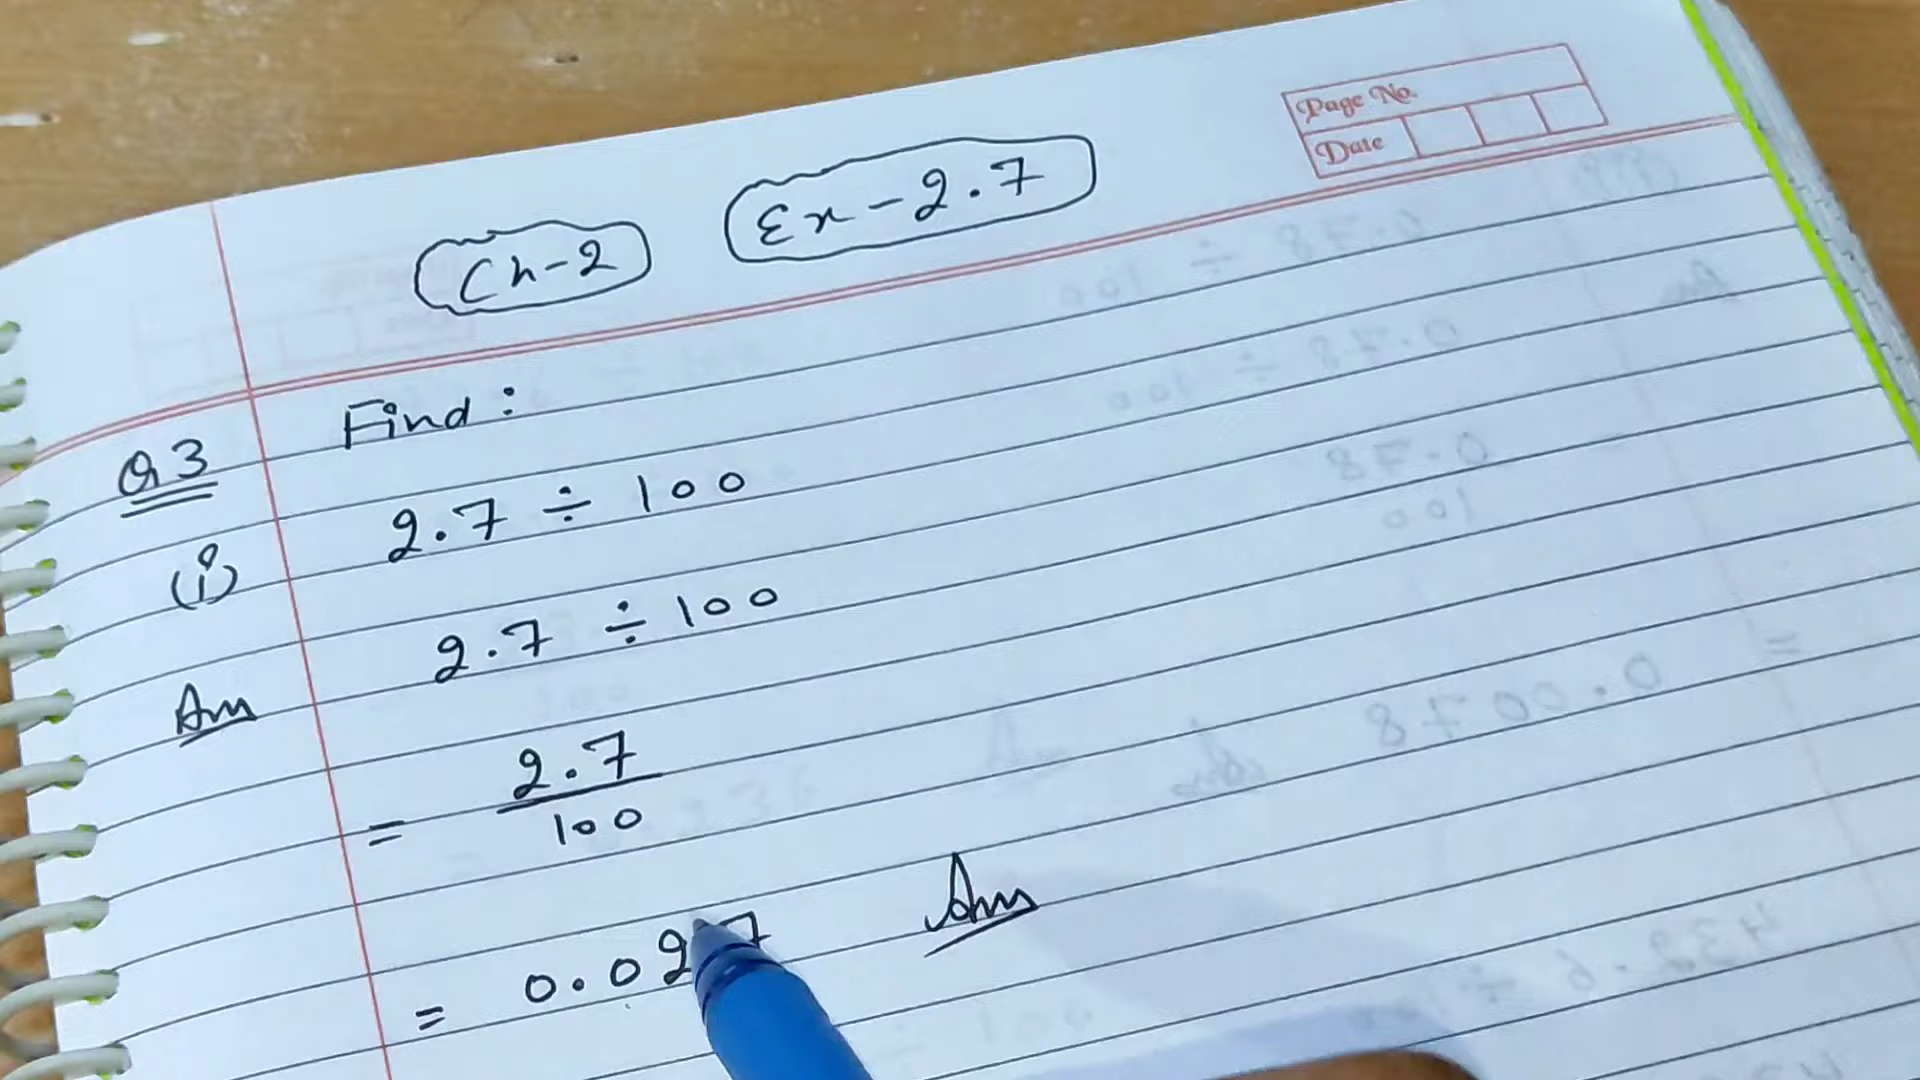 Page No.
Date
Ch-2 Ex-2.7
Q3 Find :
(i) 2.7 ÷ 100
Ans 2.7 ÷ 100
= 2.7
100
= 0.027 Ans